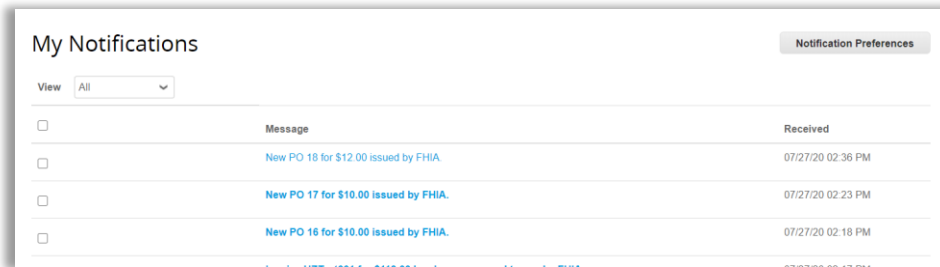 My Notifications
Notification Preferences
View All
Message Received
New PO 18 for $12.00 issued by FHIA. 07/27/20 02:36 PM
New PO 17 for $10.00 issued by FHIA. 07/27/20 02:23 PM
New PO 16 for $10.00 issued by FHIA. 07/27/20 02:18 PM